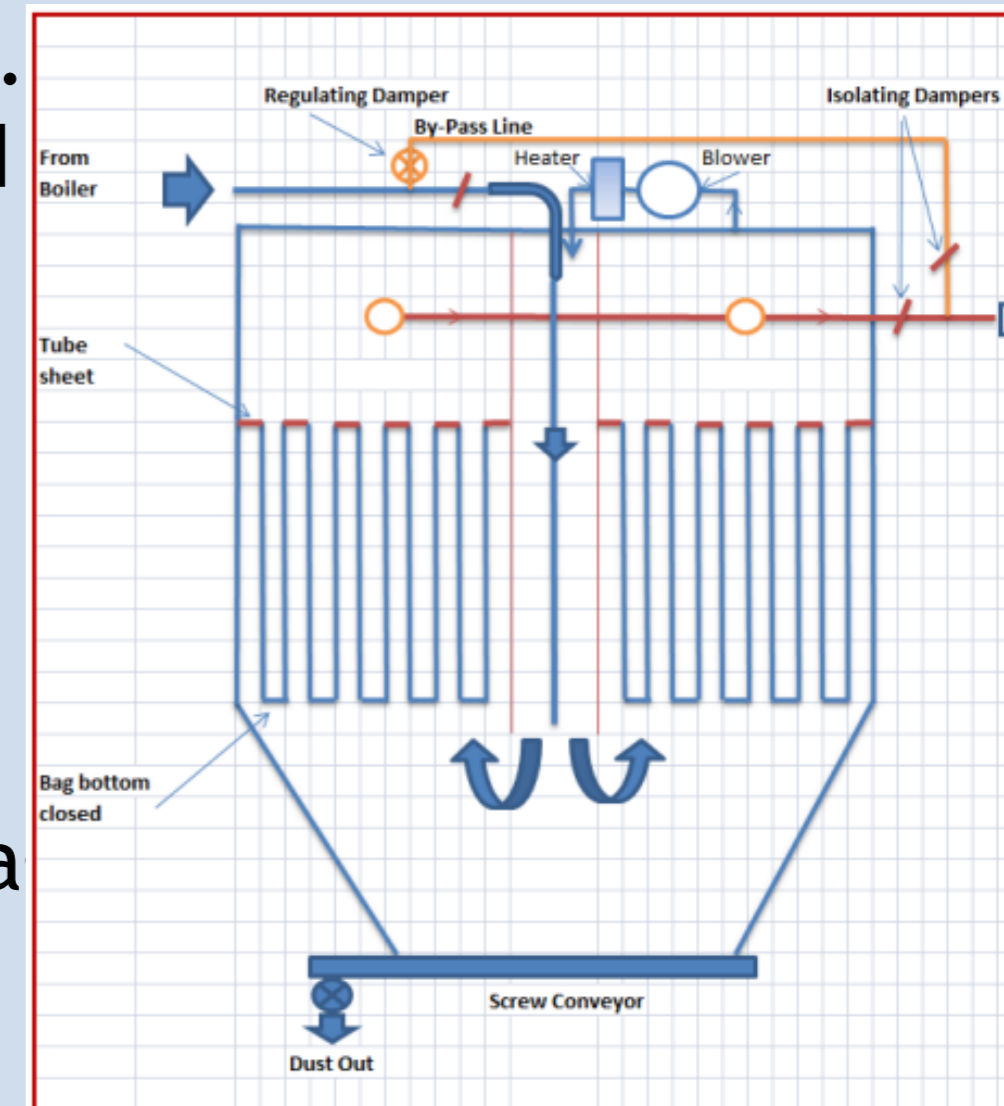 Regulating Damper
Isolating Dampers
By-Pass Line
From
Boiler
Heater
Blower
Tube
sheet
Bag bottom
closed
a
Screw Conveyor
Dust Out